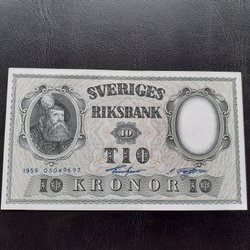 SVERIGES
RIKSBANK
10
TIO
1959 05049697
10 KRONOR 10